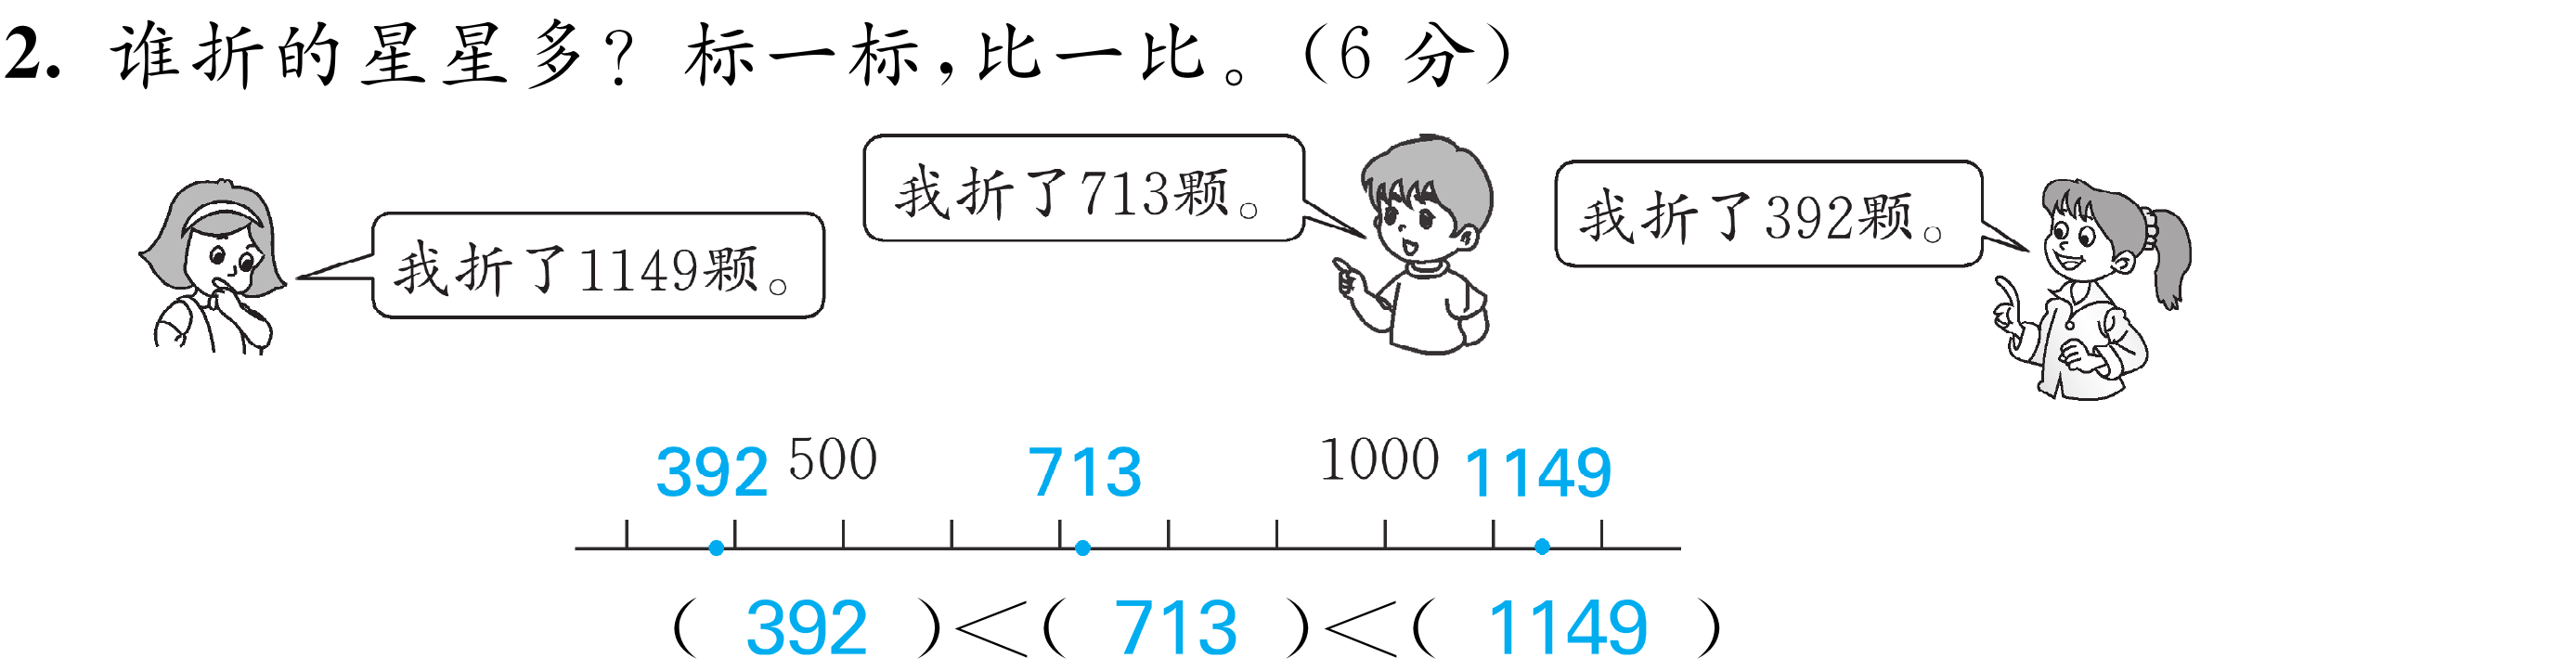 2. 谁折的星星多？标一标，比一比。（6 分）
我折了1149颗。
我折了713颗。
我折了392颗。
392 500 713 1000 1149
( 392 )＜( 713 )＜( 1149 )